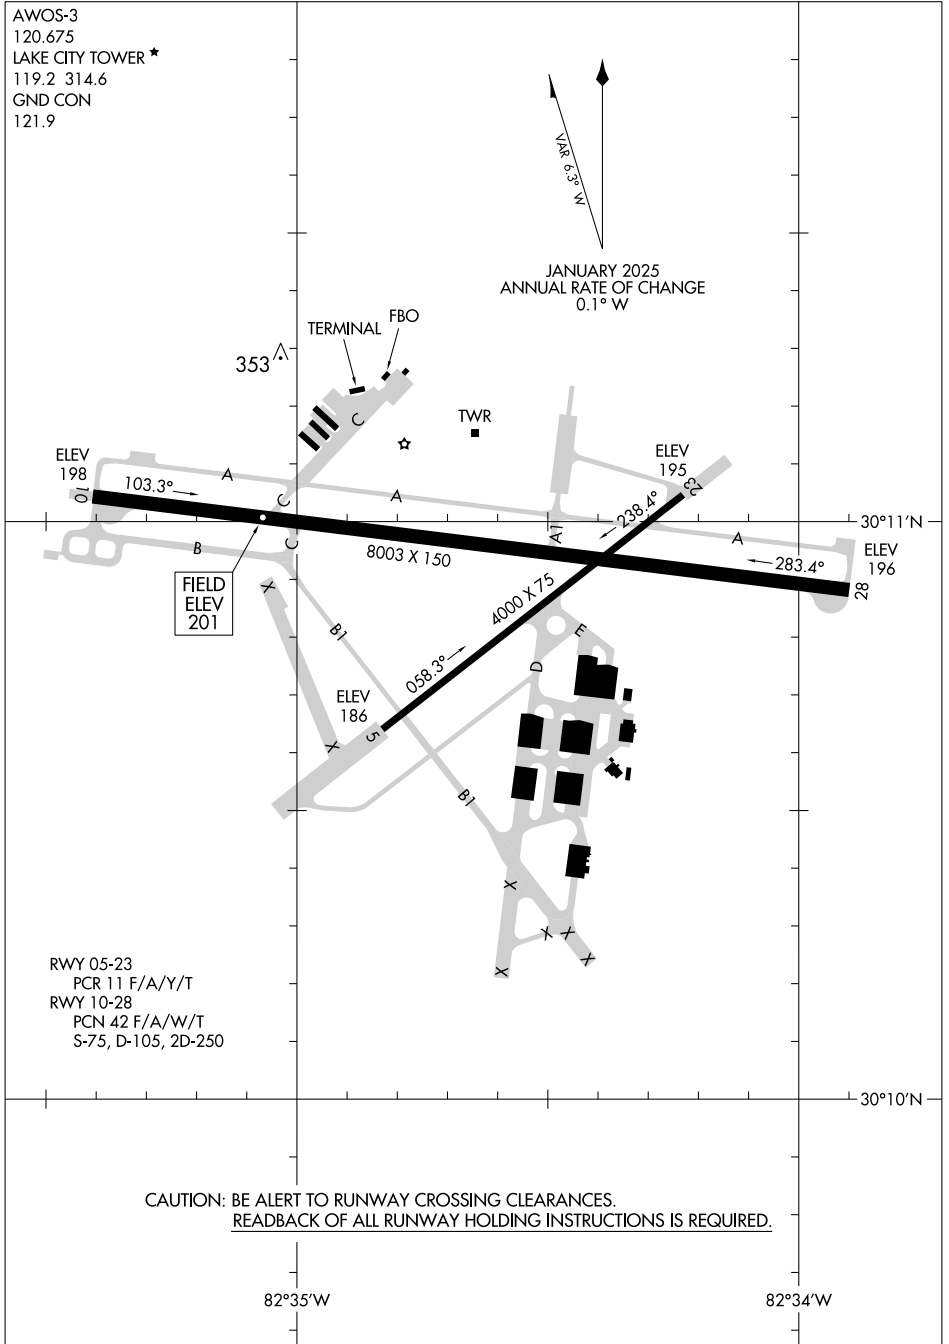 AWOS-3
120.675
LAKE CITY TOWER ★
119.2 314.6
GND CON
121.9
VAR 6.3° W
JANUARY 2025
ANNUAL RATE OF CHANGE
0.1° W
FBO
TERMINAL
353
C
TWR
ELEV
198
A
ELEV
195
10
103.3°
C
A
23
238.4°
30°11'N
B
C
8003 X 150
A1
A
283.4°
ELEV
196
28
FIELD
ELEV
201
X
4000 X 75
B1
E
058.3°
D
ELEV
186
5
X
B1
X
X
X
X
X
RWY 05-23
PCR 11 F/A/Y/T
RWY 10-28
PCN 42 F/A/W/T
S-75, D-105, 2D-250
30°10'N
CAUTION: BE ALERT TO RUNWAY CROSSING CLEARANCES.
READBACK OF ALL RUNWAY HOLDING INSTRUCTIONS IS REQUIRED.
82°35'W
82°34'W